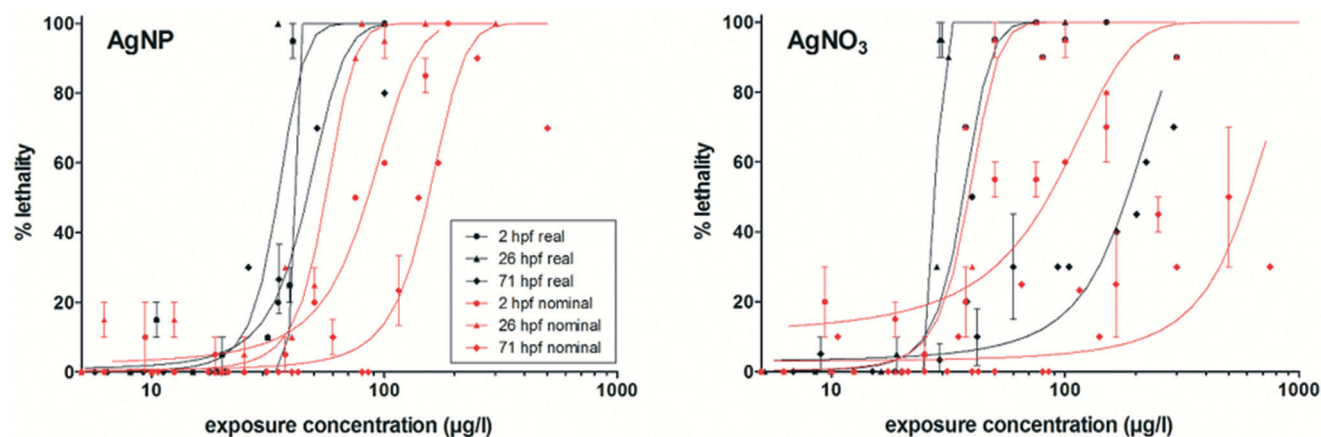 AgNP
% lethality
100
80
60
40
20
0
10
100
1000
exposure concentration (µg/l)
2 hpf real
26 hpf real
71 hpf real
2 hpf nominal
26 hpf nominal
71 hpf nominal
AgNO₃
% lethality
100
80
60
40
20
0
10
100
1000
exposure concentration (µg/l)